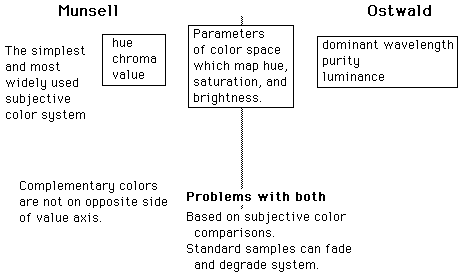 Munsell
Ostwald
The simplest
and most
widely used
subjective
color system
hue
chroma
value
Parameters
of color space
which map hue,
saturation, and
brightness.
dominant wavelength
purity
luminance
Complementary colors
are not on opposite side
of value axis.
Problems with both
Based on subjective color
comparisons.
Standard samples can fade
and degrade system.